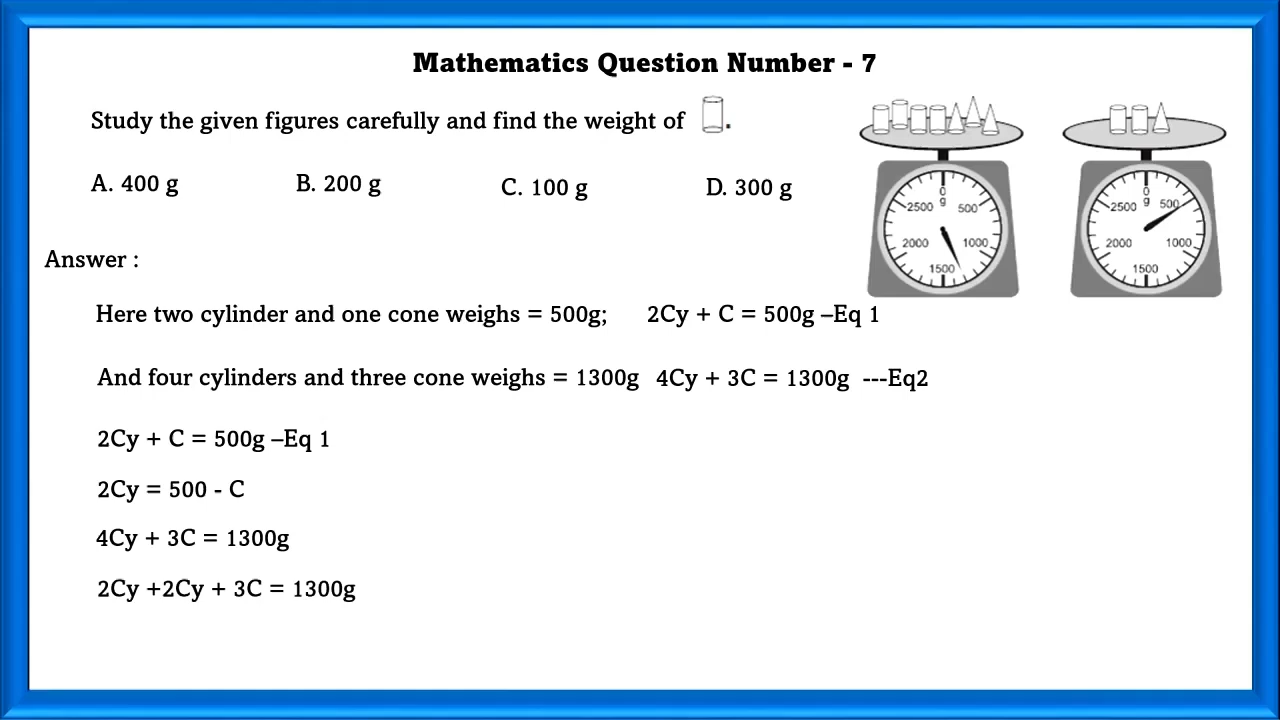 Mathematics Question Number - 7
Study the given figures carefully and find the weight of .
A. 400 g B. 200 g C. 100 g D. 300 g
0
g
500
1000
1500
2000
2500
0
g
500
1000
1500
2000
2500
Answer :
Here two cylinder and one cone weighs = 500g; 2Cy + C = 500g –Eq 1
And four cylinders and three cone weighs = 1300g 4Cy + 3C = 1300g ---Eq2
2Cy + C = 500g –Eq 1
2Cy = 500 - C
4Cy + 3C = 1300g
2Cy +2Cy + 3C = 1300g